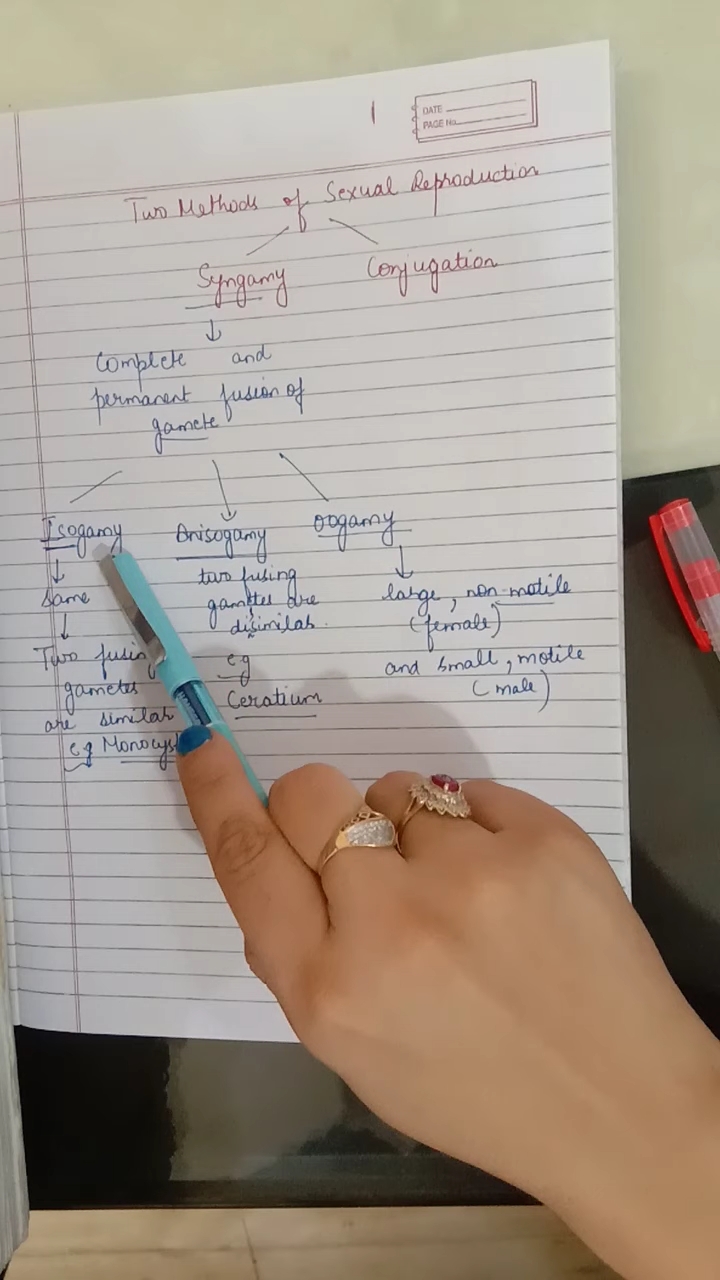 1
DATE
PAGE No.
Two Methods of Sexual Reproduction
Syngamy
Conjugation
Complete and
permanent fusion of
gamete
Isogamy
Same
Two fusing
gametes
are similar
eg
Anisogamy
two fusing
gametes are
disimilar.
eg
Ceratium
oogamy
large, non-motile
(female)
and small, motile
(male)